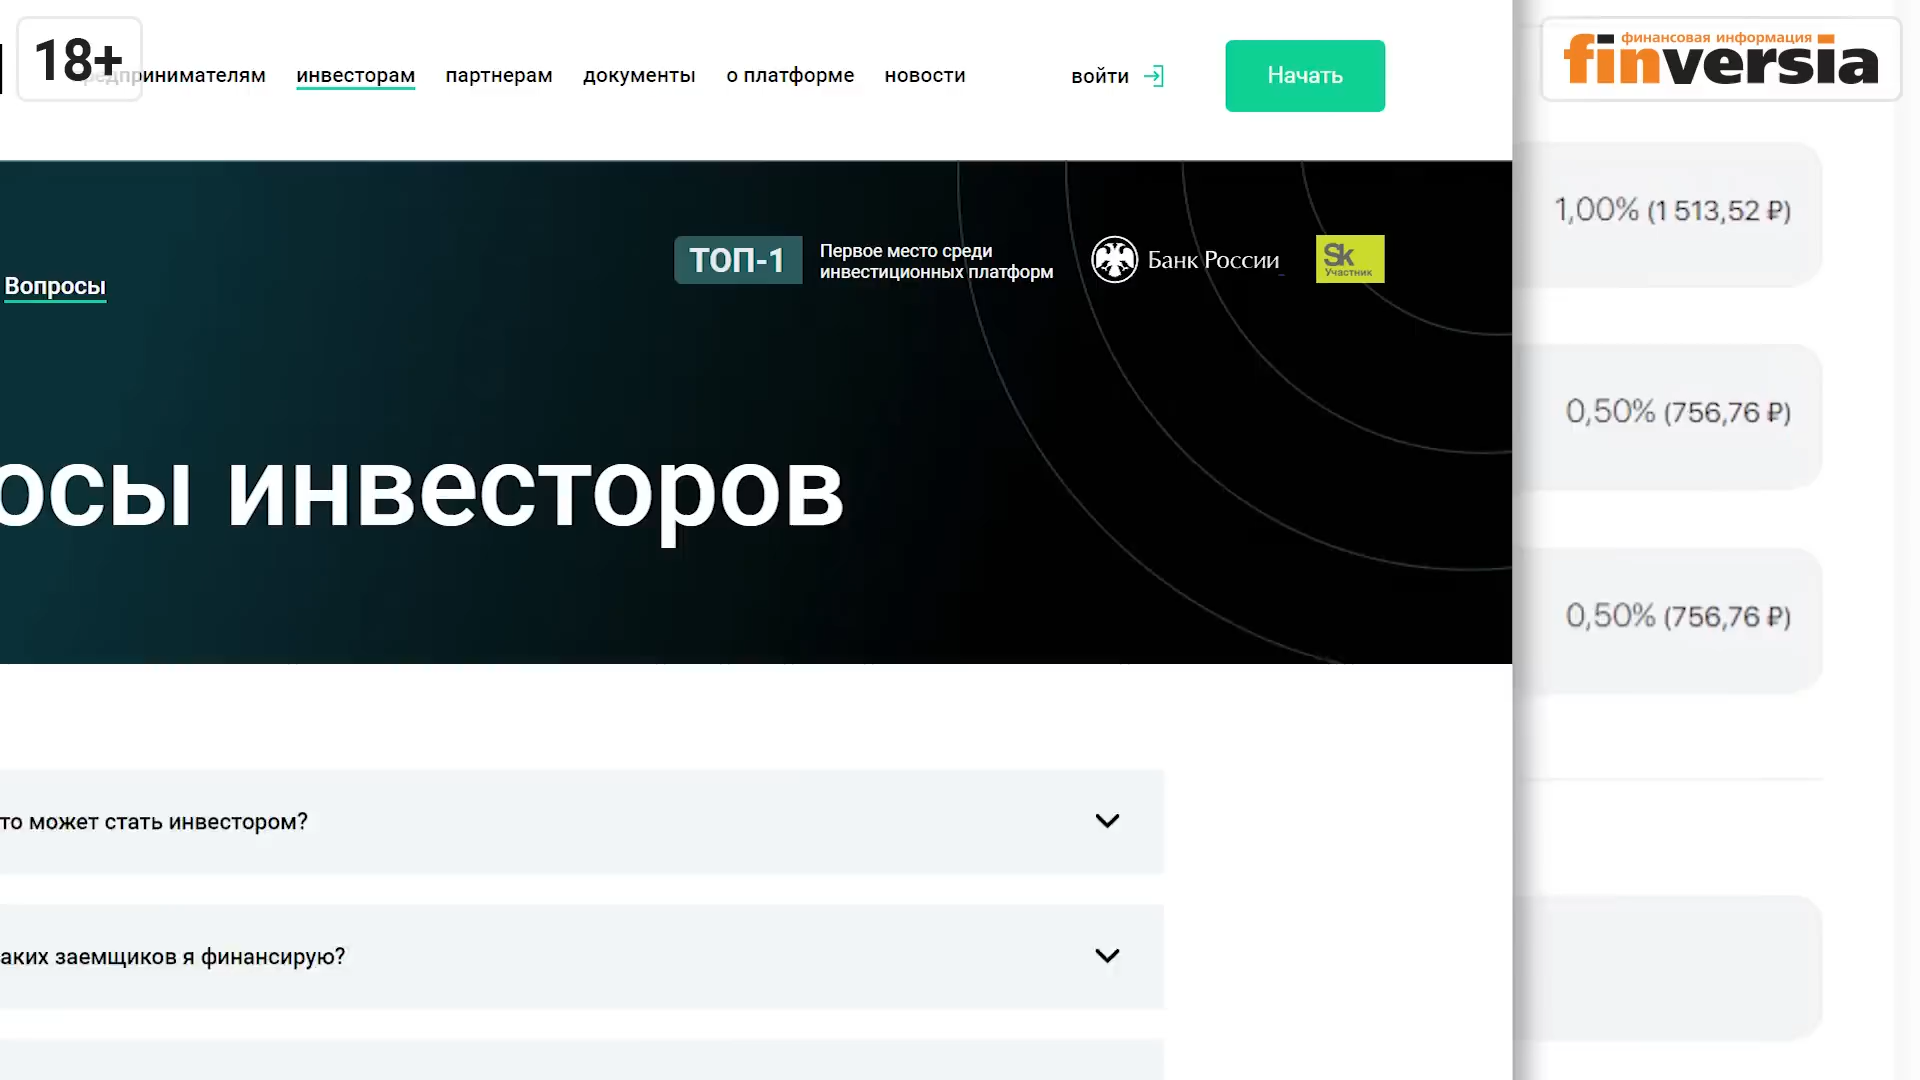 18+
предпринимателям
инвесторам
партнерам
документы
о платформе
новости
войти
Начать
финансовая информация
finversia
ТОП-1
Первое место среди
инвестиционных платформ
Банк России
Sk
Участник
Вопросы
осы инвесторов
то может стать инвестором?
аких заемщиков я финансирую?
1,00% (1 513,52 ₽)
0,50% (756,76 ₽)
0,50% (756,76 ₽)